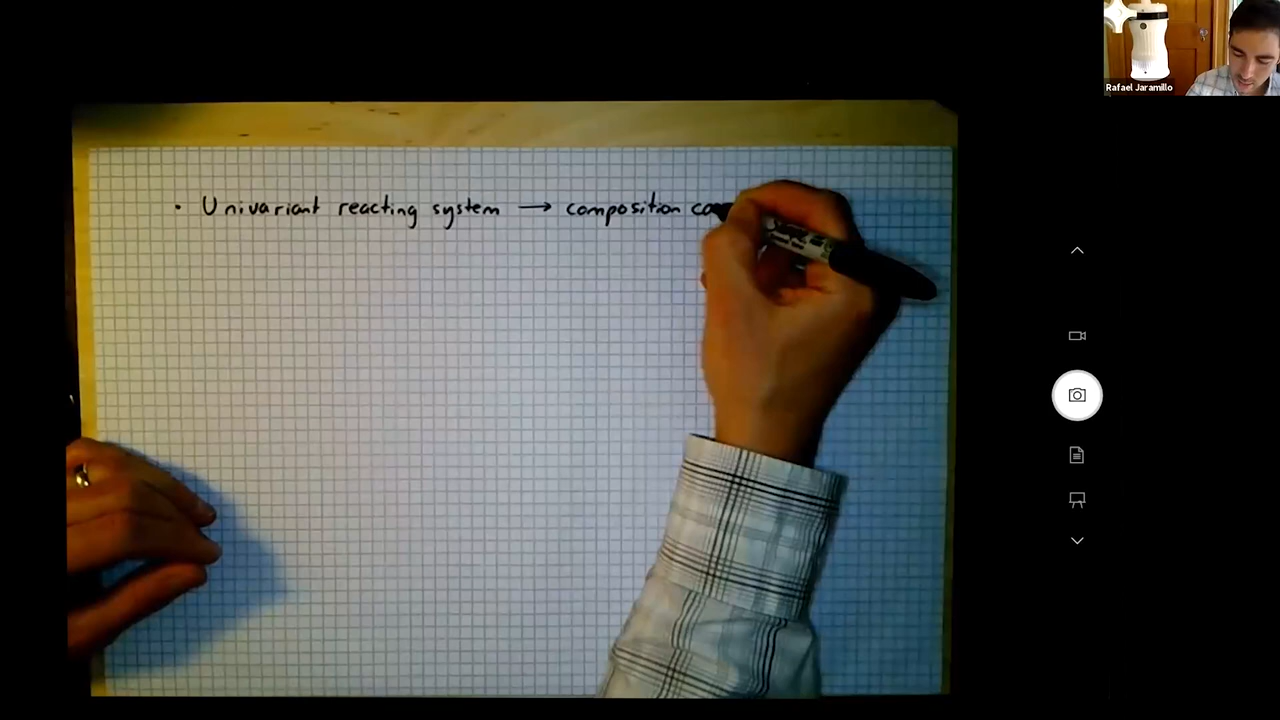 Rafael Jaramillo
· Univariant reacting system → composition